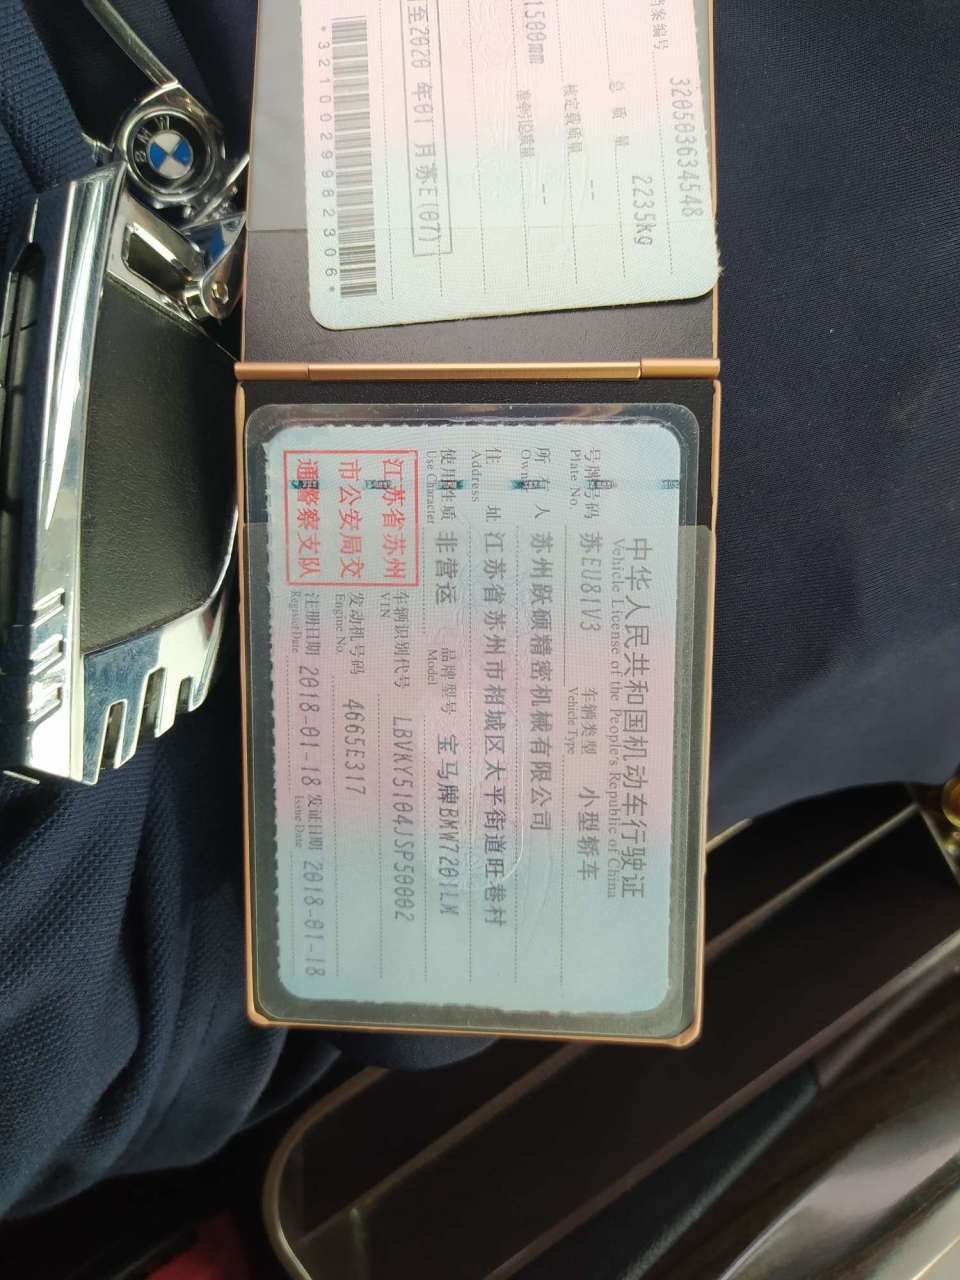 档案编号 320503634548
总质量 2235kg
核定载质量 --
1500mm 准牵引总质量 --
至2020年01月苏E(07)
*3210029982306*
中华人民共和国机动车行驶证
Vehicle License of the People's Republic of China
号牌号码 苏EU81V3 车辆类型 小型轿车
Plate No. Vehicle Type
所有人 苏州跃硕精密机械有限公司
Owner
住址 江苏省苏州市相城区太平街道旺巷村
Address
使用性质 非营运 品牌型号 宝马牌BMW7201LM
Use Character Model
车辆识别代号 LBVKY5104JSP50002
VIN
发动机号码 4665E317
Engine No.
注册日期 2018-01-18 发证日期 2018-01-18
Register Date Issue Date
江苏省苏州
市公安局交
通警察支队
BMW